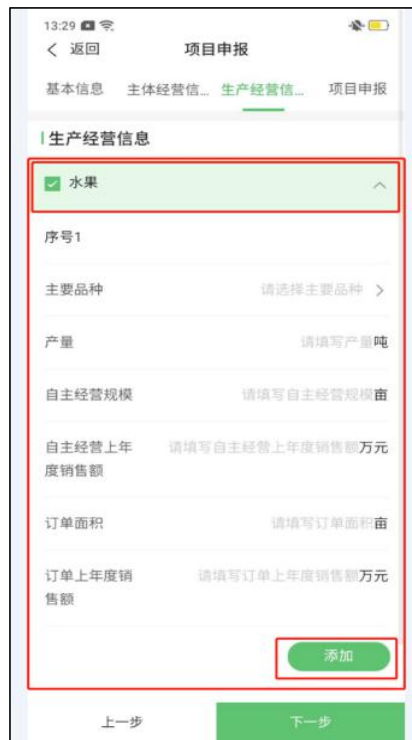 13:29
返回 项目申报
基本信息 主体经营信... 生产经营信... 项目申报
生产经营信息
水果
序号1
主要品种 请选择主要品种
产量 请填写产量吨
自主经营规模 请填写自主经营规模亩
自主经营上年 请填写自主经营上年度销售额万元
度销售额
订单面积 请填写订单面积亩
订单上年度销 请填写订单上年度销售额万元
售额
添加
上一步 下一步